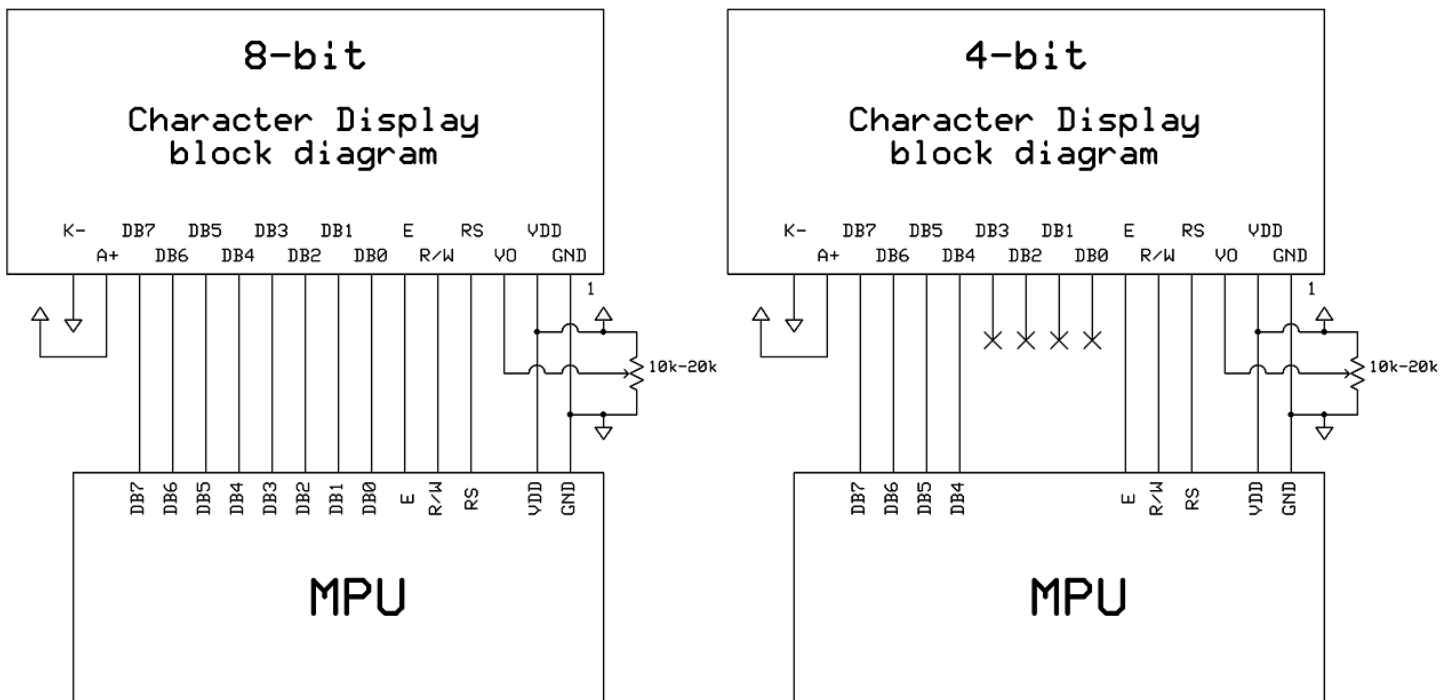 8-bit
Character Display
block diagram
K- DB7 DB5 DB3 DB1 E RS VDD
A+ DB6 DB4 DB2 DB0 R/W VO GND
1
10k-20k
DB7 DB6 DB5 DB4 DB3 DB2 DB1 DB0 E R/W RS VDD GND
MPU
4-bit
Character Display
block diagram
K- DB7 DB5 DB3 DB1 E RS VDD
A+ DB6 DB4 DB2 DB0 R/W VO GND
1
10k-20k
DB7 DB6 DB5 DB4 E R/W RS VDD GND
MPU